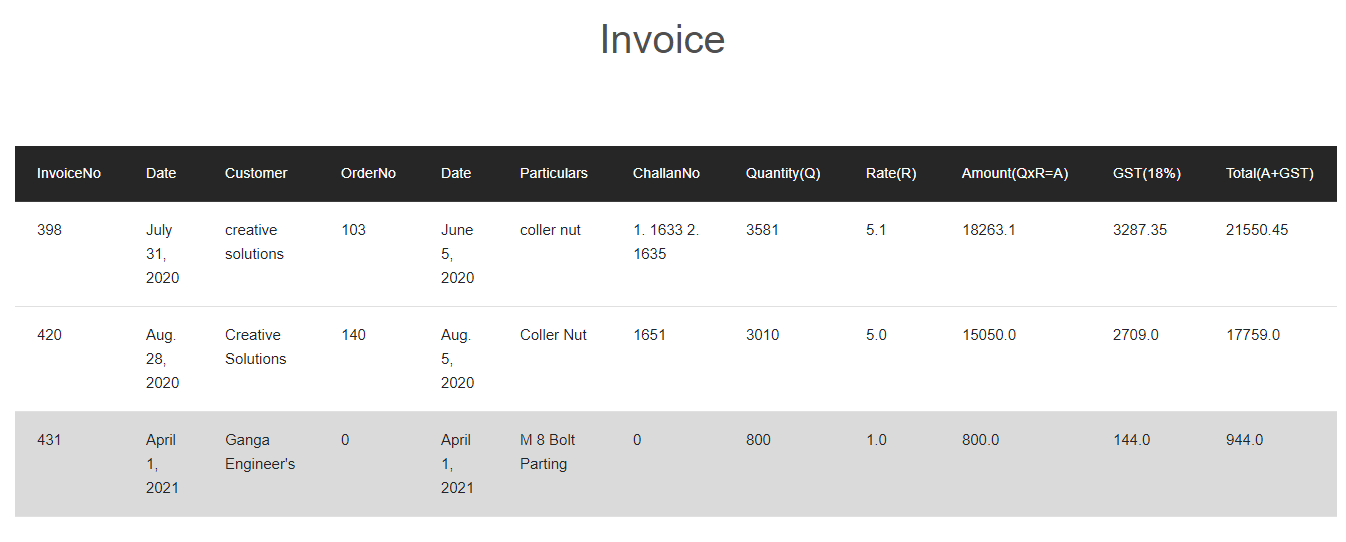 Invoice
InvoiceNo Date Customer OrderNo Date Particulars ChallanNo Quantity(Q) Rate(R) Amount(QxR=A) GST(18%) Total(A+GST)
398 July creative 103 June coller nut 1. 1633 2. 3581 5.1 18263.1 3287.35 21550.45
31, solutions 5, 1635
2020 2020
420 Aug. Creative 140 Aug. Coller Nut 1651 3010 5.0 15050.0 2709.0 17759.0
28, Solutions 5,
2020 2020
431 April Ganga 0 April M 8 Bolt 0 800 1.0 800.0 144.0 944.0
1, Engineer's 1, Parting
2021 2021